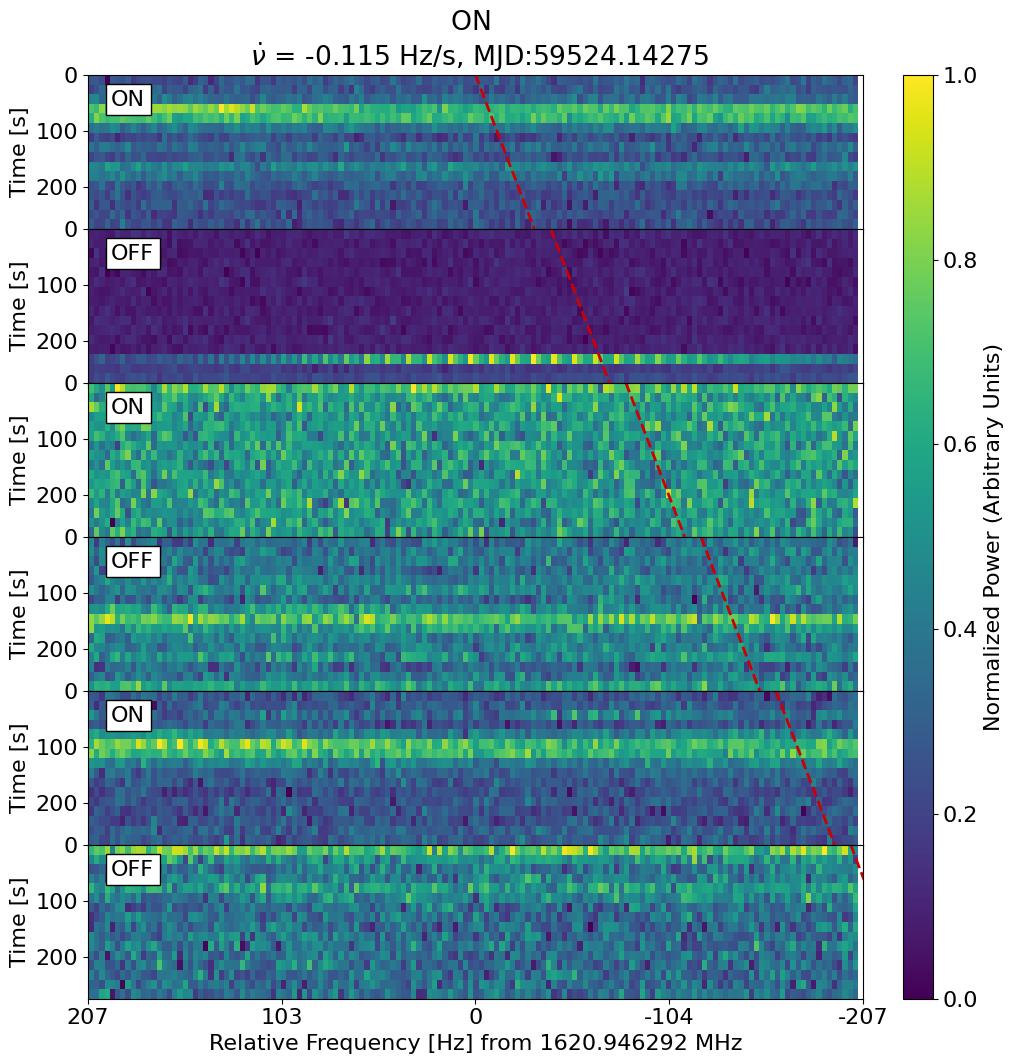 ON
ν̇ = -0.115 Hz/s, MJD:59524.14275
0
100
200
Time [s]
ON
0
100
200
Time [s]
OFF
0
100
200
Time [s]
ON
0
100
200
Time [s]
OFF
0
100
200
Time [s]
ON
0
100
200
Time [s]
OFF
207 103 0 -104 -207
Relative Frequency [Hz] from 1620.946292 MHz
1.0
0.8
0.6
0.4
0.2
0.0
Normalized Power (Arbitrary Units)